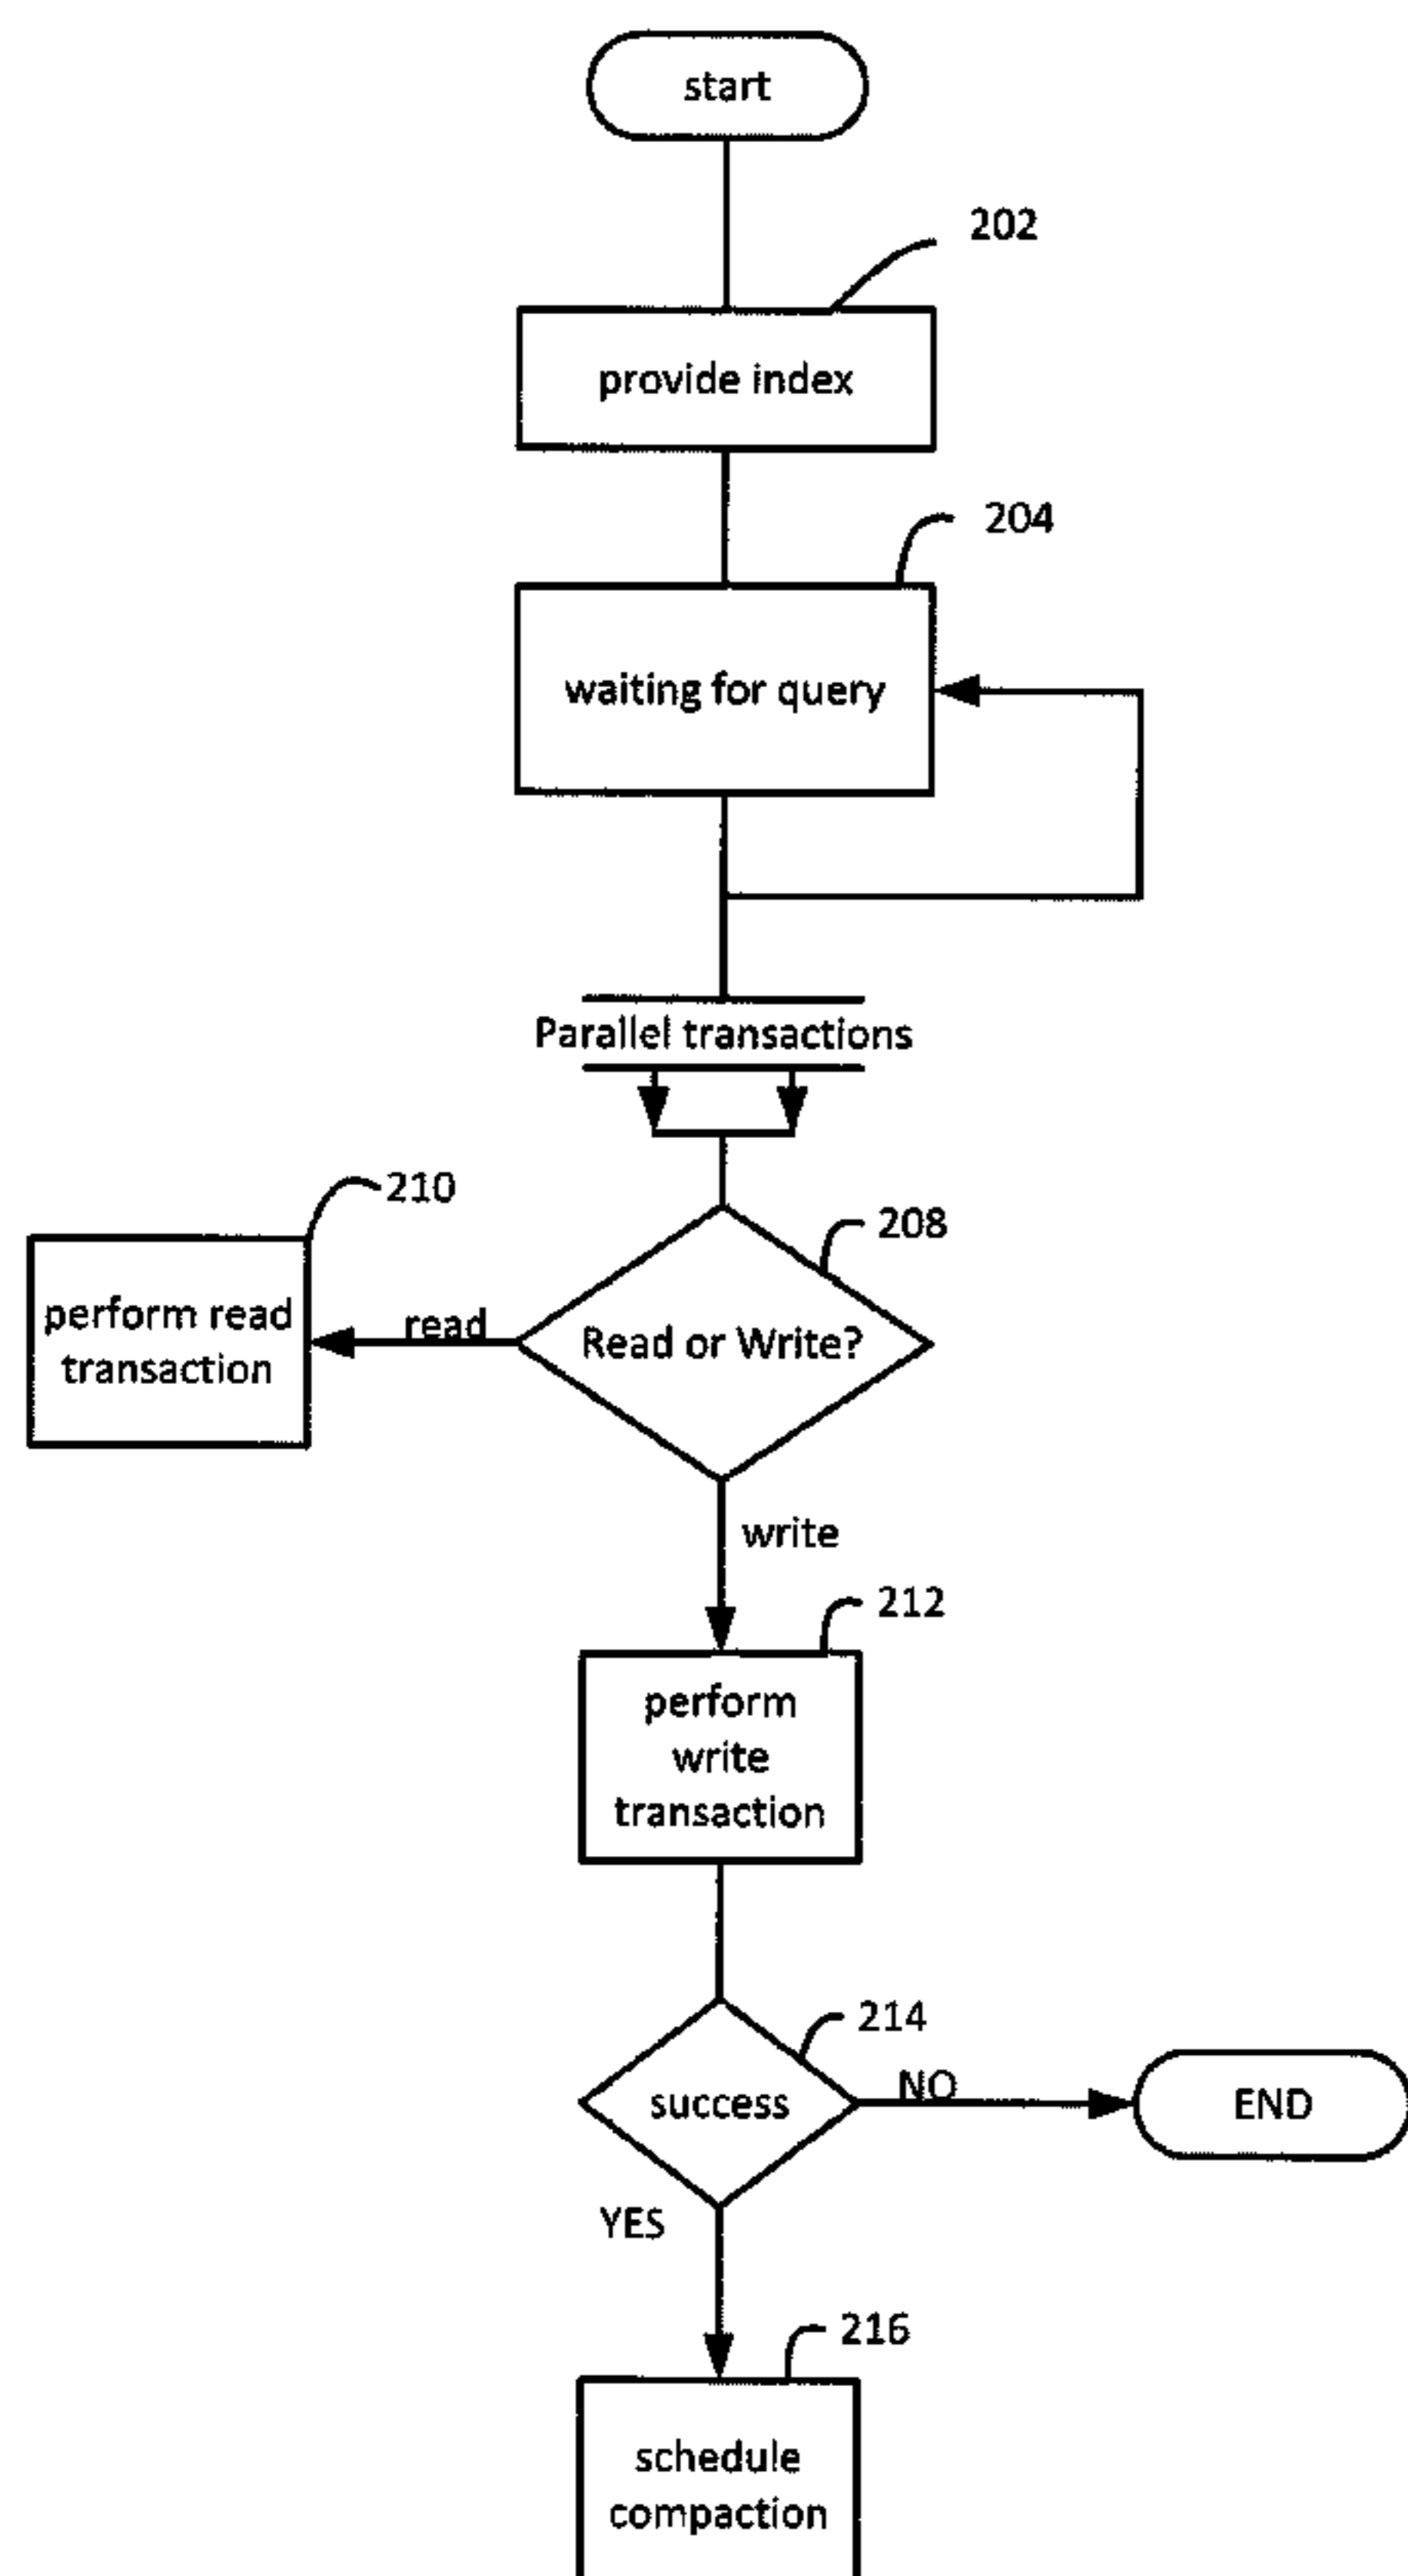 start
202
provide index
204
waiting for query
Parallel transactions
210
208
perform read
transaction
read
Read or Write?
write
212
perform
write
transaction
214
success
NO
END
YES
216
schedule
compaction